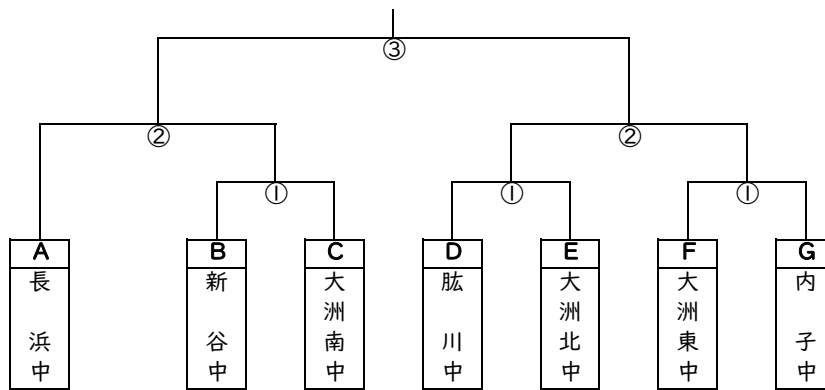 ③
② ②
① ① ①
A B C D E F G
長浜中
新谷中
大洲南中
肱川中
大洲北中
大洲東中
内子中